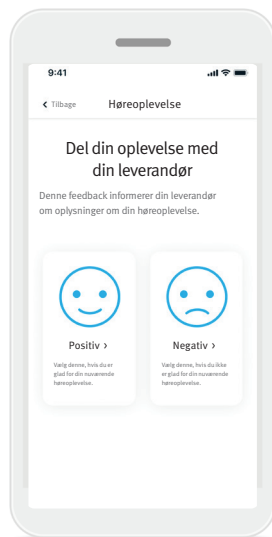 9:41
Tilbage
Høreoplevelse
Del din oplevelse med
din leverandør
Denne feedback informerer din leverandør
om oplysninger om din høreoplevelse.
Positiv ›
Vælg denne, hvis du er
glad for din nuværende
høreoplevelse.
Negativ ›
Vælg denne, hvis du ikke
er glad for din nuværende
høreoplevelse.